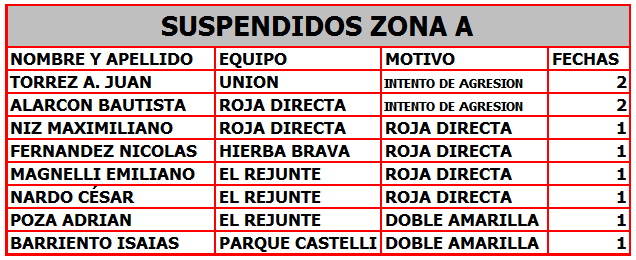 SUSPENDIDOS ZONA A
NOMBRE Y APELLIDO EQUIPO MOTIVO FECHAS
TORREZ A. JUAN UNION INTENTO DE AGRESION 2
ALARCON BAUTISTA ROJA DIRECTA INTENTO DE AGRESION 2
NIZ MAXIMILIANO ROJA DIRECTA ROJA DIRECTA 1
FERNANDEZ NICOLAS HIERBA BRAVA ROJA DIRECTA 1
MAGNELLI EMILIANO EL REJUNTE ROJA DIRECTA 1
NARDO CÉSAR EL REJUNTE ROJA DIRECTA 1
POZA ADRIAN EL REJUNTE DOBLE AMARILLA 1
BARRIENTO ISAIAS PARQUE CASTELLI DOBLE AMARILLA 1